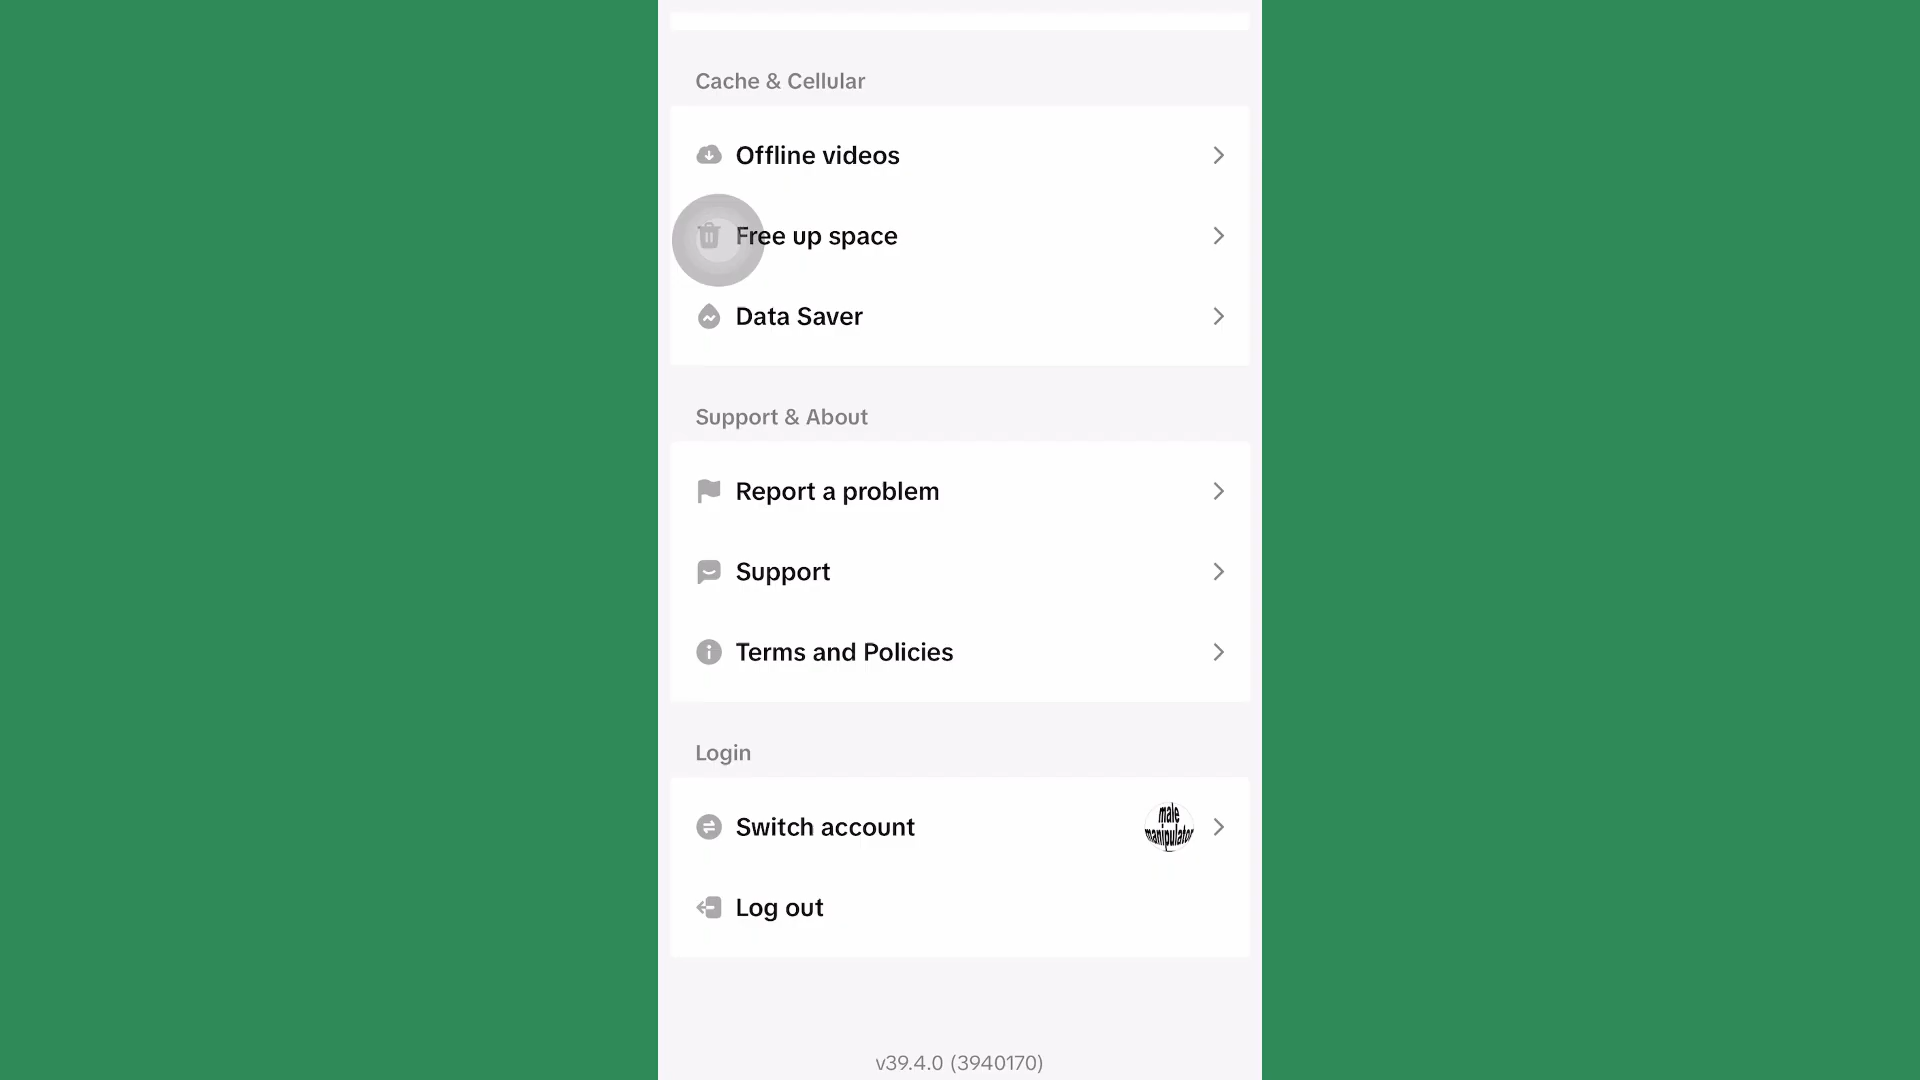 Cache & Cellular
Offline videos
Free up space
Data Saver
Support & About
Report a problem
Support
Terms and Policies
Login
Switch account
male
manipulator
Log out
v39.4.0 (3940170)